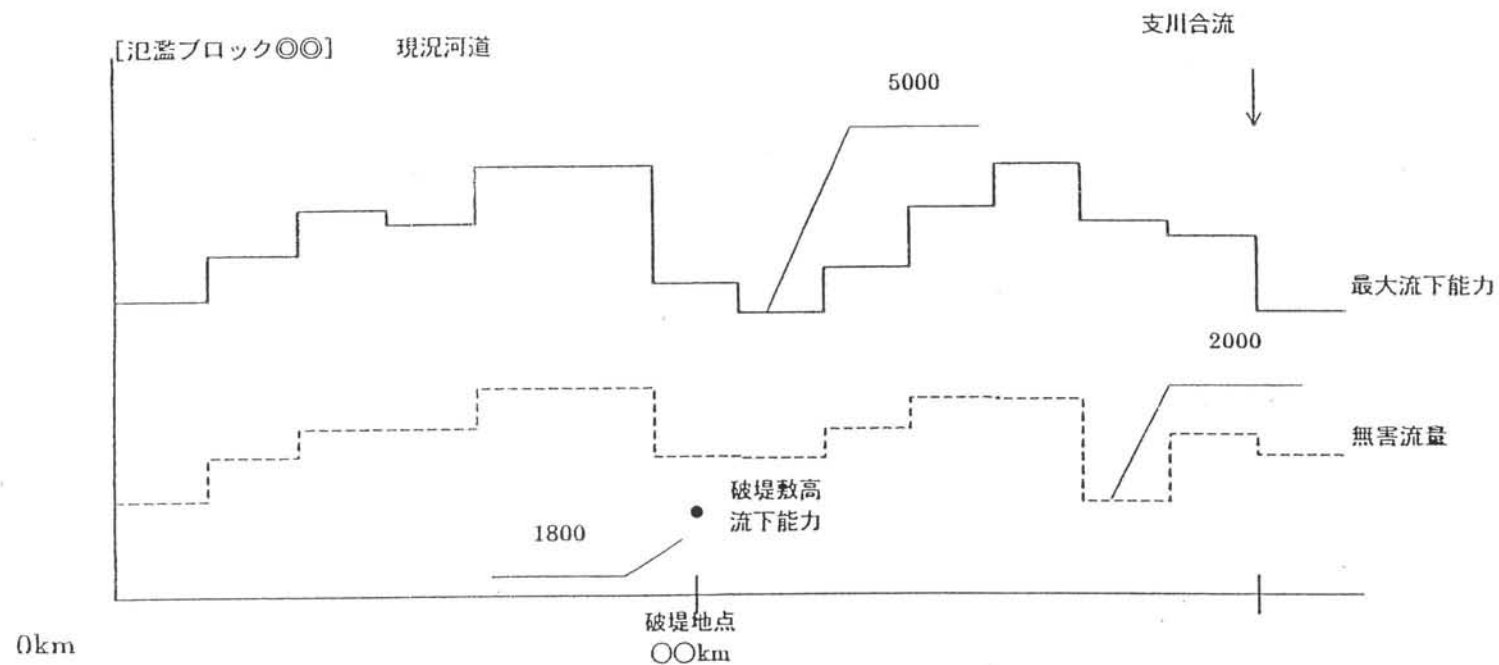 支川合流
[氾濫ブロック◎◎] 現況河道
5000
最大流下能力
2000
無害流量
破堤敷高
流下能力
1800
破堤地点
○○km
0km